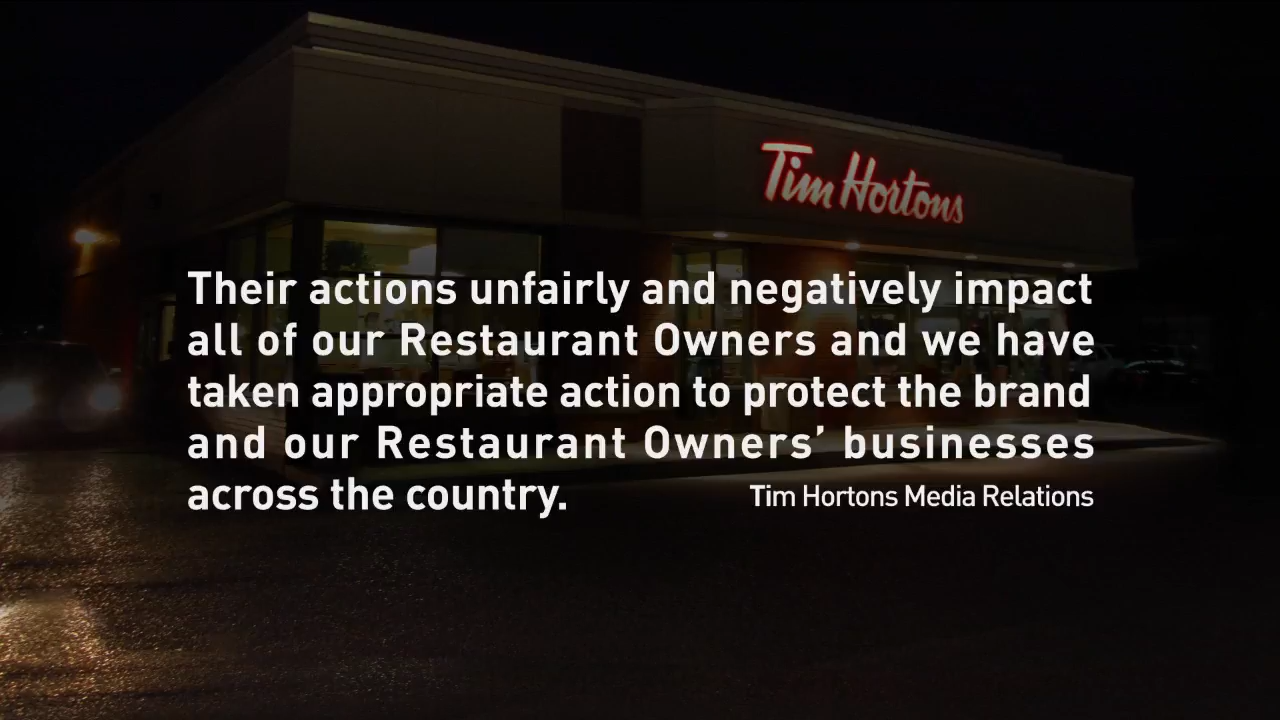 Tim Hortons
Their actions unfairly and negatively impact
all of our Restaurant Owners and we have
taken appropriate action to protect the brand
and our Restaurant Owners’ businesses
across the country.
Tim Hortons Media Relations